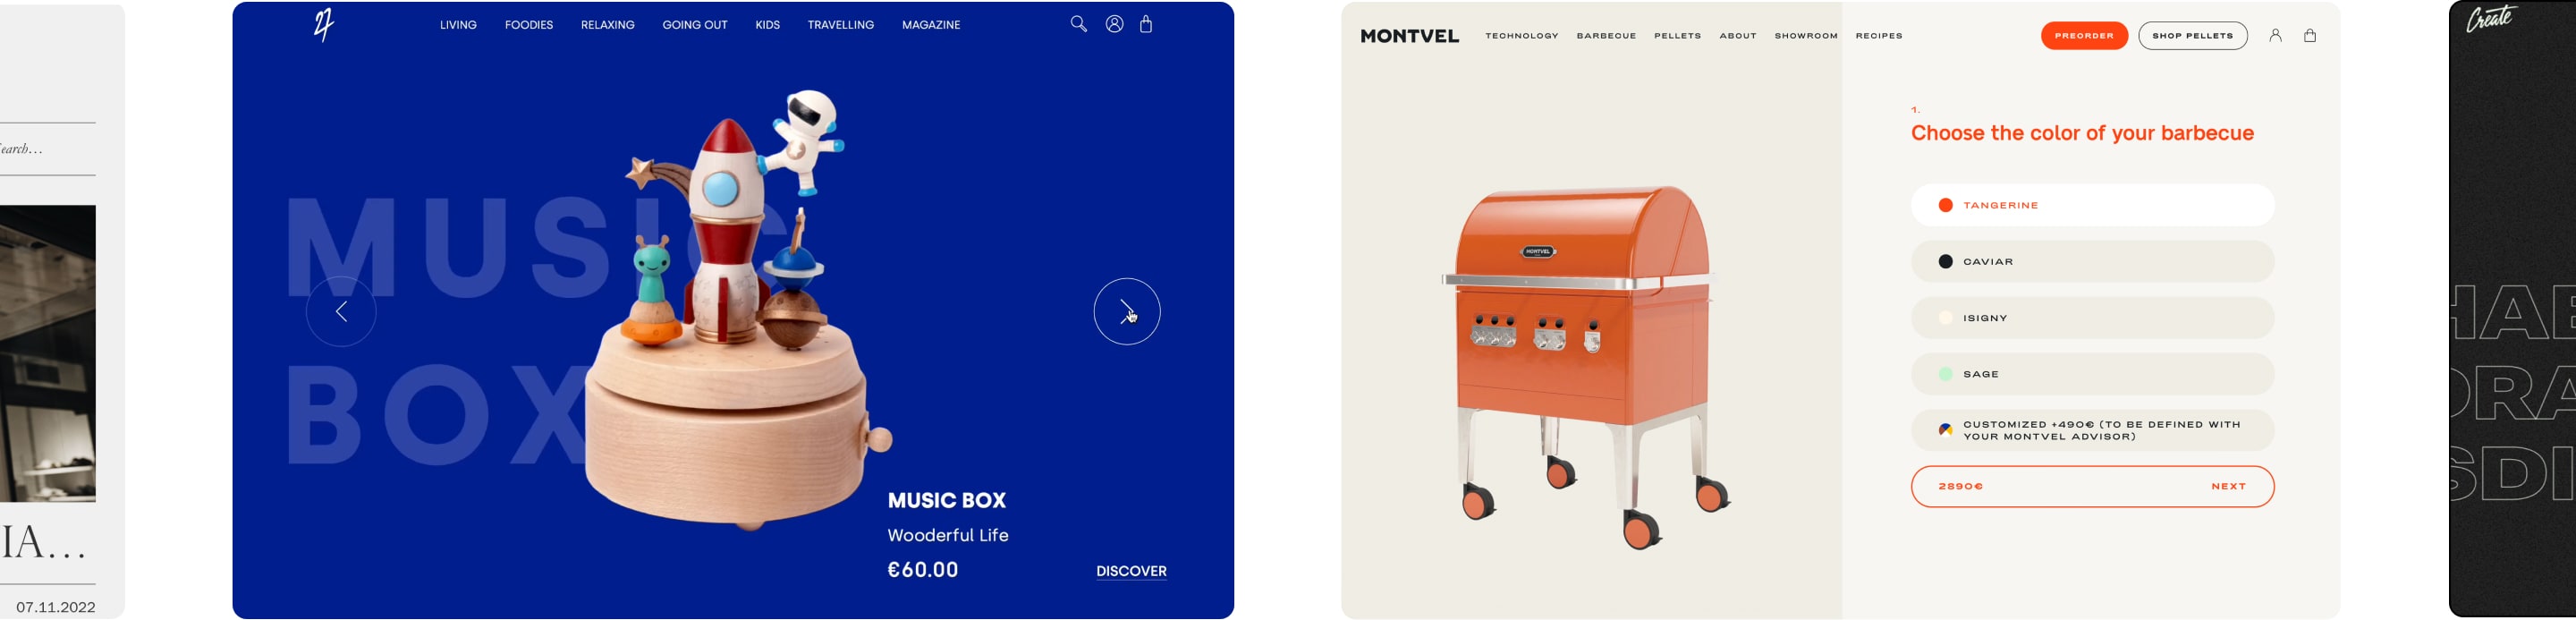 earch...
IA...
07.11.2022
27
LIVING FOODIES RELAXING GOING OUT KIDS TRAVELLING MAGAZINE
MUSIC
BOX
MUSIC BOX
Wooderful Life
€60.00
DISCOVER
MONTVEL
TECHNOLOGY BARBECUE PELLETS ABOUT SHOWROOM RECIPES
PREORDER
SHOP PELLETS
MONTVEL
1.
Choose the color of your barbecue
TANGERINE
CAVIAR
ISIGNY
SAGE
CUSTOMIZED +490€ (TO BE DEFINED WITH
YOUR MONTVEL ADVISOR)
2890€ NEXT
Create
HAB
ORA
SDI